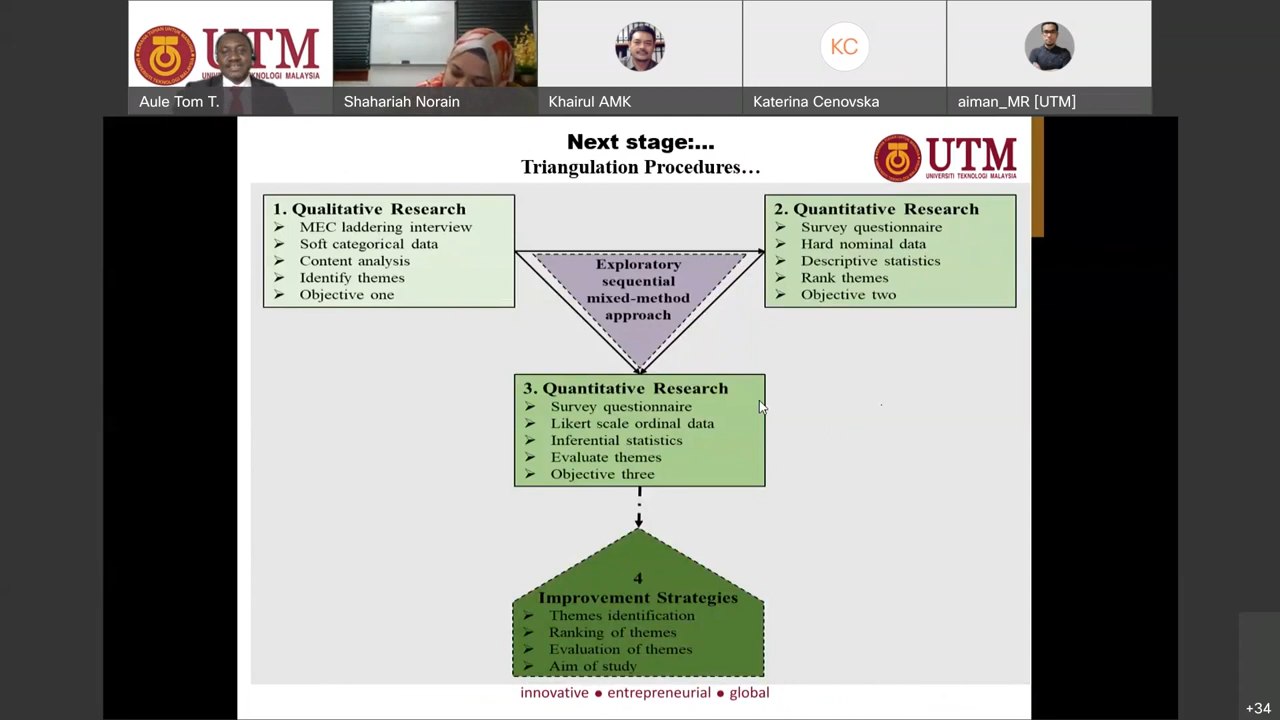 UTM
UNIVERSITI TEKNOLOGI MALAYSIA
Aule Tom T.
Shahariah Norain
Khairul AMK
KC
Katerina Cenovska
aiman_MR [UTM]
Next stage:...
Triangulation Procedures...
UTM
UNIVERSITI TEKNOLOGI MALAYSIA
1. Qualitative Research
➢ MEC laddering interview
➢ Soft categorical data
➢ Content analysis
➢ Identify themes
➢ Objective one
Exploratory
sequential
mixed-method
approach
2. Quantitative Research
➢ Survey questionnaire
➢ Hard nominal data
➢ Descriptive statistics
➢ Rank themes
➢ Objective two
3. Quantitative Research
➢ Survey questionnaire
➢ Likert scale ordinal data
➢ Inferential statistics
➢ Evaluate themes
➢ Objective three
4
Improvement Strategies
➢ Themes identification
➢ Ranking of themes
➢ Evaluation of themes
➢ Aim of study
innovative ● entrepreneurial ● global
+34